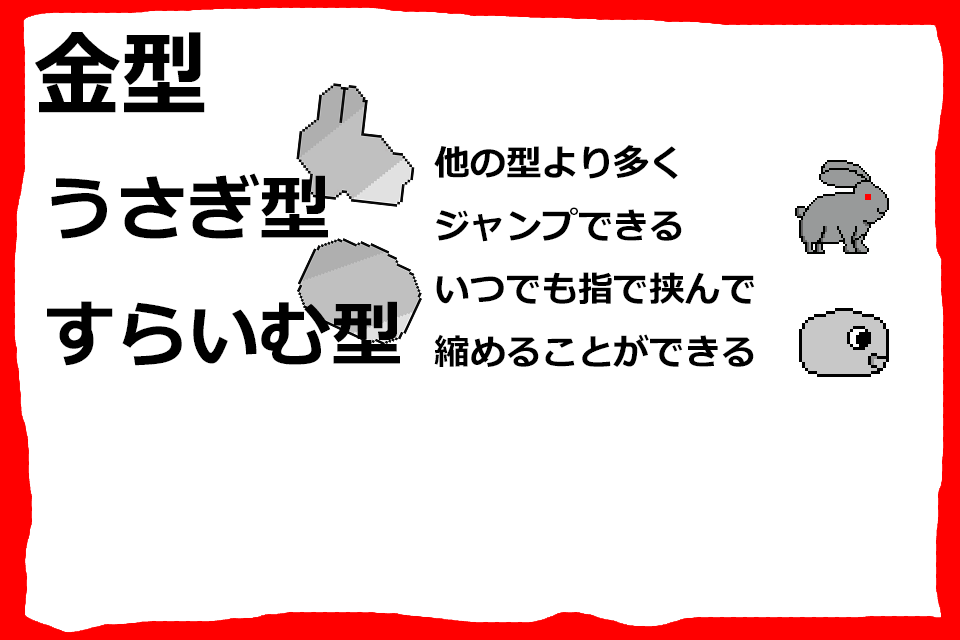 金型
うさぎ型
他の型より多く
ジャンプできる
すらいむ型
いつでも指で挟んで
縮めることができる